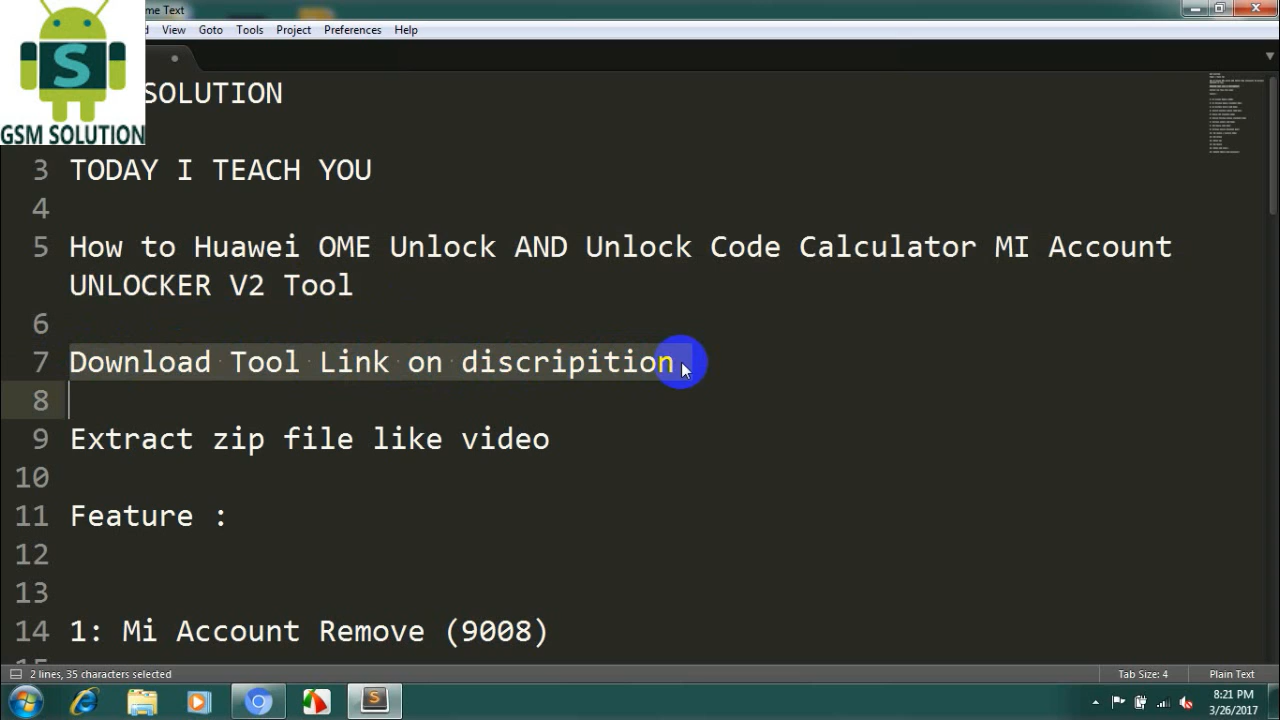 me Text
View Goto Tools Project Preferences Help
S
GSM SOLUTION
SOLUTION
3 TODAY I TEACH YOU
4
5 How to Huawei OME Unlock AND Unlock Code Calculator MI Account
UNLOCKER V2 Tool
6
7 Download Tool Link on discripition
8
9 Extract zip file like video
10
11 Feature :
12
13
14 1: Mi Account Remove (9008)
15
2 lines, 35 characters selected
Tab Size: 4
Plain Text
8:21 PM
3/26/2017